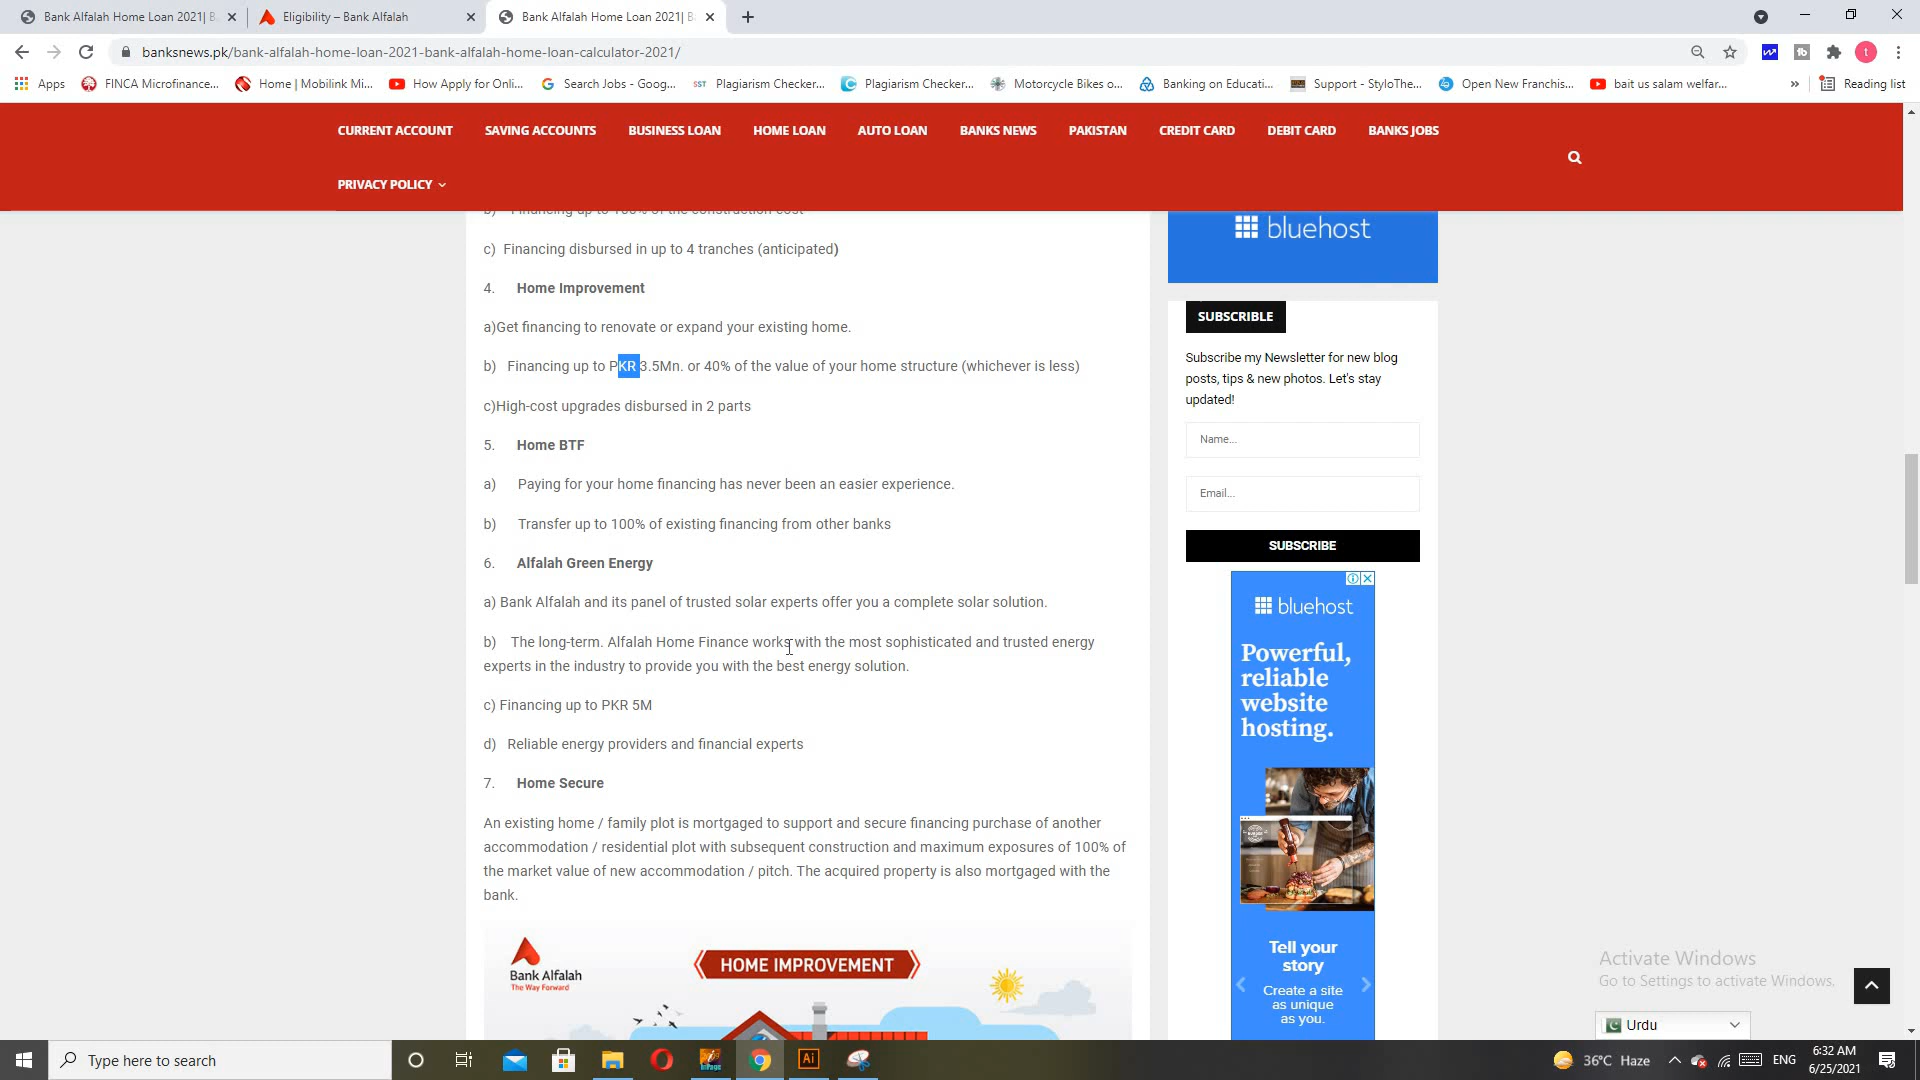 Bank Alfalah Home Loan 2021| B
Eligibility – Bank Alfalah
Bank Alfalah Home Loan 2021| B
banksnews.pk/bank-alfalah-home-loan-2021-bank-alfalah-home-loan-calculator-2021/
Apps
FINCA Microfinance...
Home | Mobilink Mi...
How Apply for Onli...
Search Jobs - Goog...
SST
Plagiarism Checker...
Plagiarism Checker...
Motorcycle Bikes o...
Banking on Educati...
Support - StyloThe...
Open New Franchis...
bait us salam welfar...
Reading list
CURRENT ACCOUNT
SAVING ACCOUNTS
BUSINESS LOAN
HOME LOAN
AUTO LOAN
BANKS NEWS
PAKISTAN
CREDIT CARD
DEBIT CARD
BANKS JOBS
PRIVACY POLICY
b) Financing up to 100% of the construction cost
c) Financing disbursed in up to 4 tranches (anticipated)
4. Home Improvement
a)Get financing to renovate or expand your existing home.
b) Financing up to PKR 3.5Mn. or 40% of the value of your home structure (whichever is less)
c)High-cost upgrades disbursed in 2 parts
5. Home BTF
a) Paying for your home financing has never been an easier experience.
b) Transfer up to 100% of existing financing from other banks
6. Alfalah Green Energy
a) Bank Alfalah and its panel of trusted solar experts offer you a complete solar solution.
b) The long-term. Alfalah Home Finance works with the most sophisticated and trusted energy
experts in the industry to provide you with the best energy solution.
c) Financing up to PKR 5M
d) Reliable energy providers and financial experts
7. Home Secure
An existing home / family plot is mortgaged to support and secure financing purchase of another
accommodation / residential plot with subsequent construction and maximum exposures of 100% of
the market value of new accommodation / pitch. The acquired property is also mortgaged with the
bank.
Bank Alfalah
The Way Forward
HOME IMPROVEMENT
bluehost
SUBSCRIBLE
Subscribe my Newsletter for new blog
posts, tips & new photos. Let's stay
updated!
Name...
Email...
SUBSCRIBE
bluehost
Powerful,
reliable
website
hosting.
Tell your
story
Create a site
as unique
as you.
Activate Windows
Go to Settings to activate Windows.
Urdu
Type here to search
Ai
36°C Haze
ENG
6:32 AM
6/25/2021